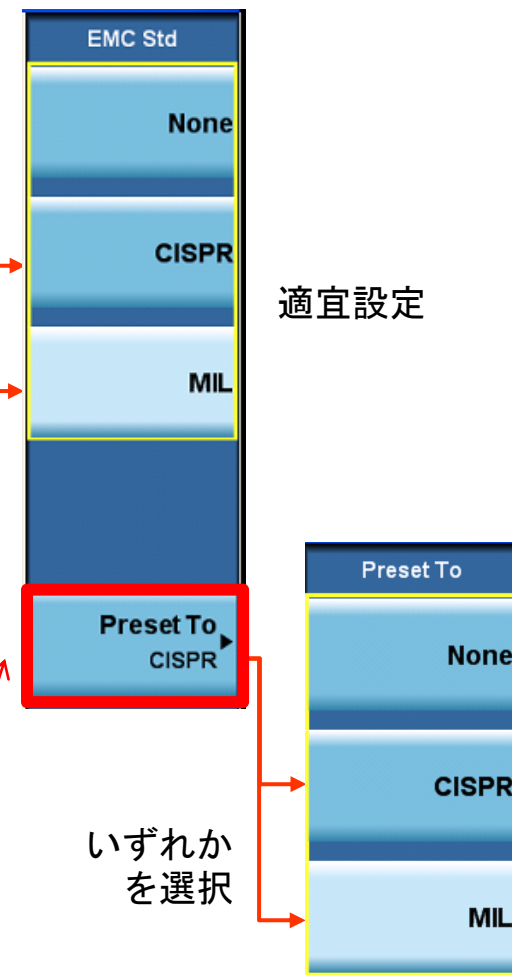 EMC Std
None
CISPR
MIL
適宜設定
Preset To
CISPR
いずれか
を選択
Preset To
None
CISPR
MIL